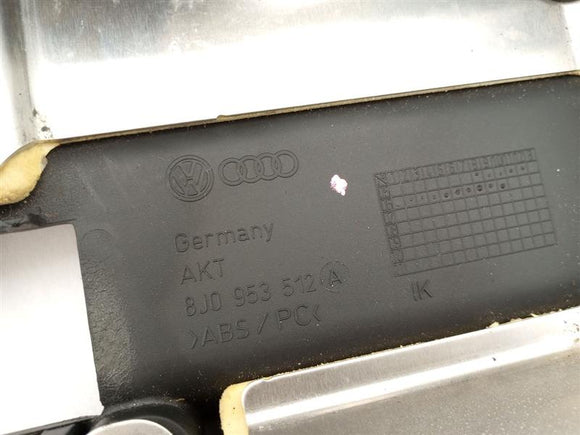 Germany
AKT
8J0 953 512 A
>ABS/PC<
IK